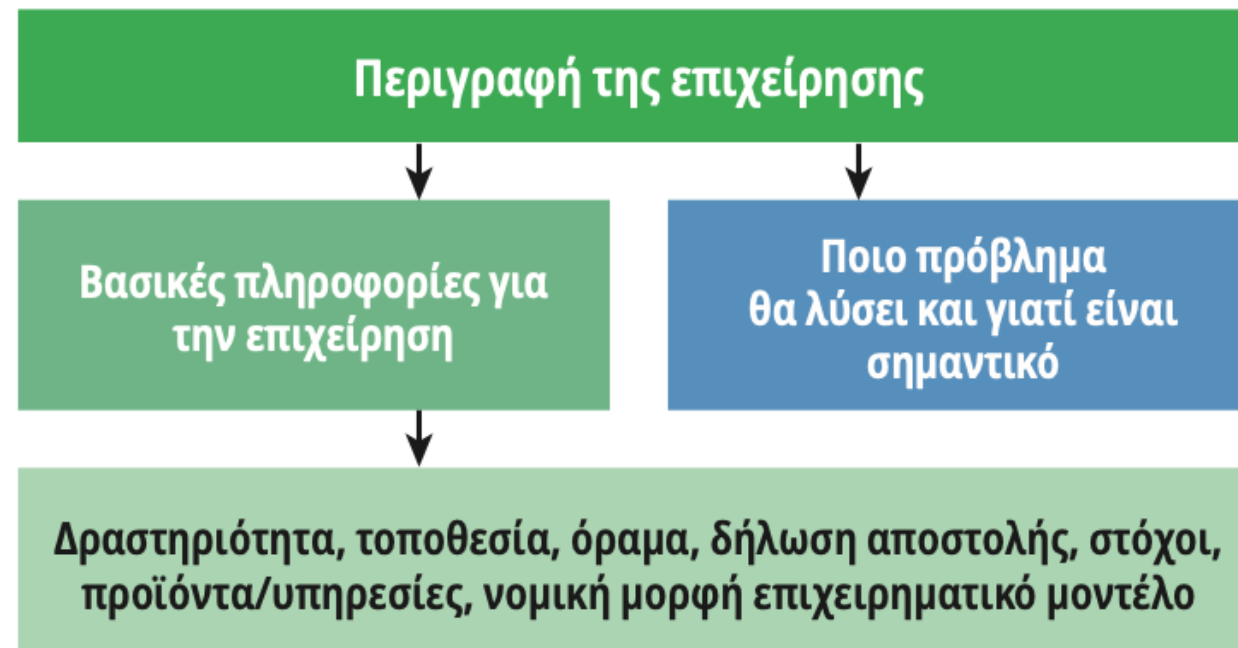 Περιγραφή της επιχείρησης
Βασικές πληροφορίες για
την επιχείρηση
Ποιο πρόβλημα
θα λύσει και γιατί είναι
σημαντικό
Δραστηριότητα, τοποθεσία, όραμα, δήλωση αποστολής, στόχοι,
προϊόντα/υπηρεσίες, νομική μορφή επιχειρηματικό μοντέλο